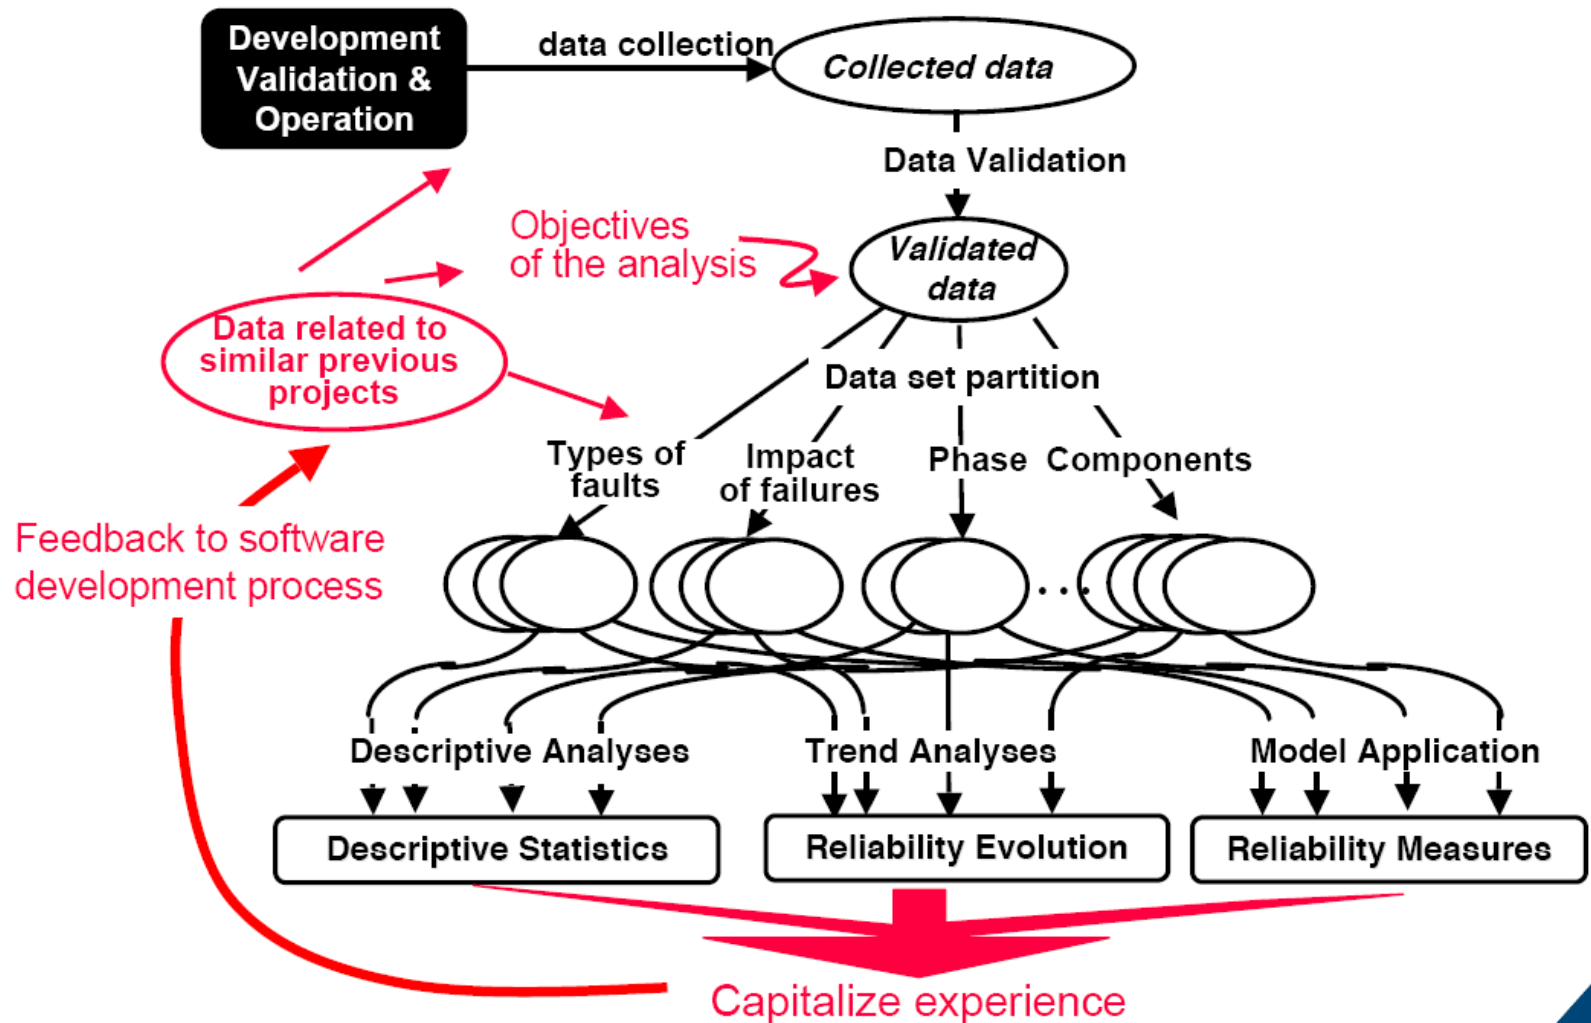 Development
Validation &
Operation
data collection
Collected data
Data Validation
Objectives
of the analysis
Validated
data
Data related to
similar previous
projects
Data set partition
Types of
faults
Impact
of failures
Phase
Components
Feedback to software
development process
...
Descriptive Analyses
Trend Analyses
Model Application
Descriptive Statistics
Reliability Evolution
Reliability Measures
Capitalize experience